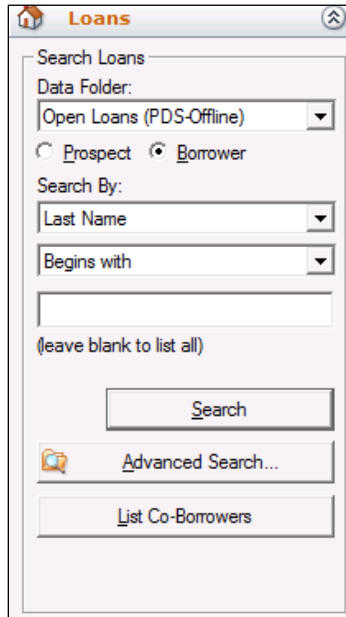 Loans
Search Loans
Data Folder:
Open Loans (PDS-Offline)
Prospect Borrower
Search By:
Last Name
Begins with
(leave blank to list all)
Search
Advanced Search...
List Co-Borrowers